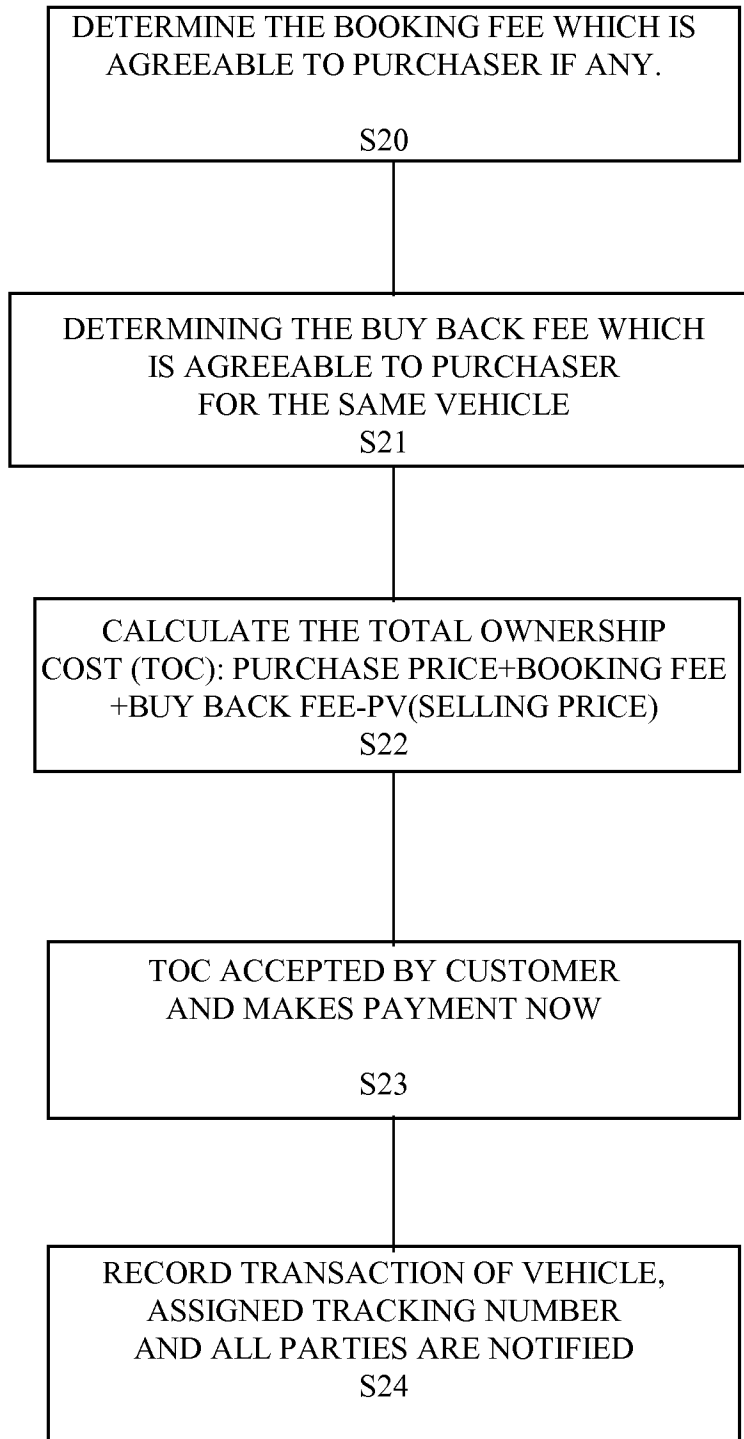 DETERMINE THE BOOKING FEE WHICH IS
AGREEABLE TO PURCHASER IF ANY.
S20
DETERMINING THE BUY BACK FEE WHICH
IS AGREEABLE TO PURCHASER
FOR THE SAME VEHICLE
S21
CALCULATE THE TOTAL OWNERSHIP
COST (TOC): PURCHASE PRICE+BOOKING FEE
+BUY BACK FEE-PV(SELLING PRICE)
S22
TOC ACCEPTED BY CUSTOMER
AND MAKES PAYMENT NOW
S23
RECORD TRANSACTION OF VEHICLE,
ASSIGNED TRACKING NUMBER
AND ALL PARTIES ARE NOTIFIED
S24